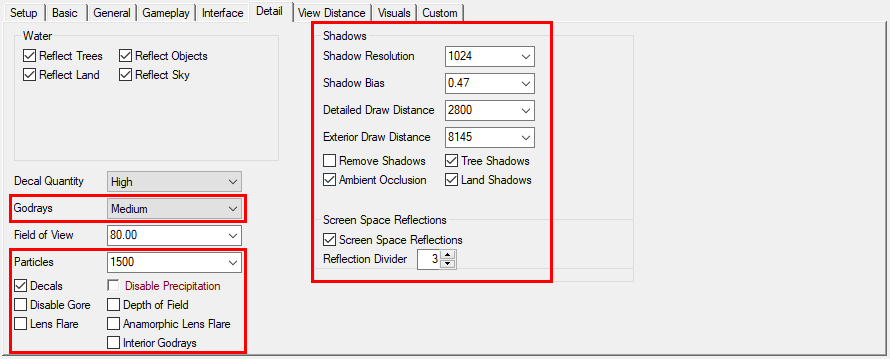 Setup Basic General Gameplay Interface Detail View Distance Visuals Custom
Water
Reflect Trees Reflect Objects
Reflect Land Reflect Sky
Decal Quantity High
Godrays Medium
Field of View 80.00
Particles 1500
Decals Disable Precipitation
Disable Gore Depth of Field
Lens Flare Anamorphic Lens Flare
Interior Godrays
Shadows
Shadow Resolution 1024
Shadow Bias 0.47
Detailed Draw Distance 2800
Exterior Draw Distance 8145
Remove Shadows Tree Shadows
Ambient Occlusion Land Shadows
Screen Space Reflections
Screen Space Reflections
Reflection Divider 3